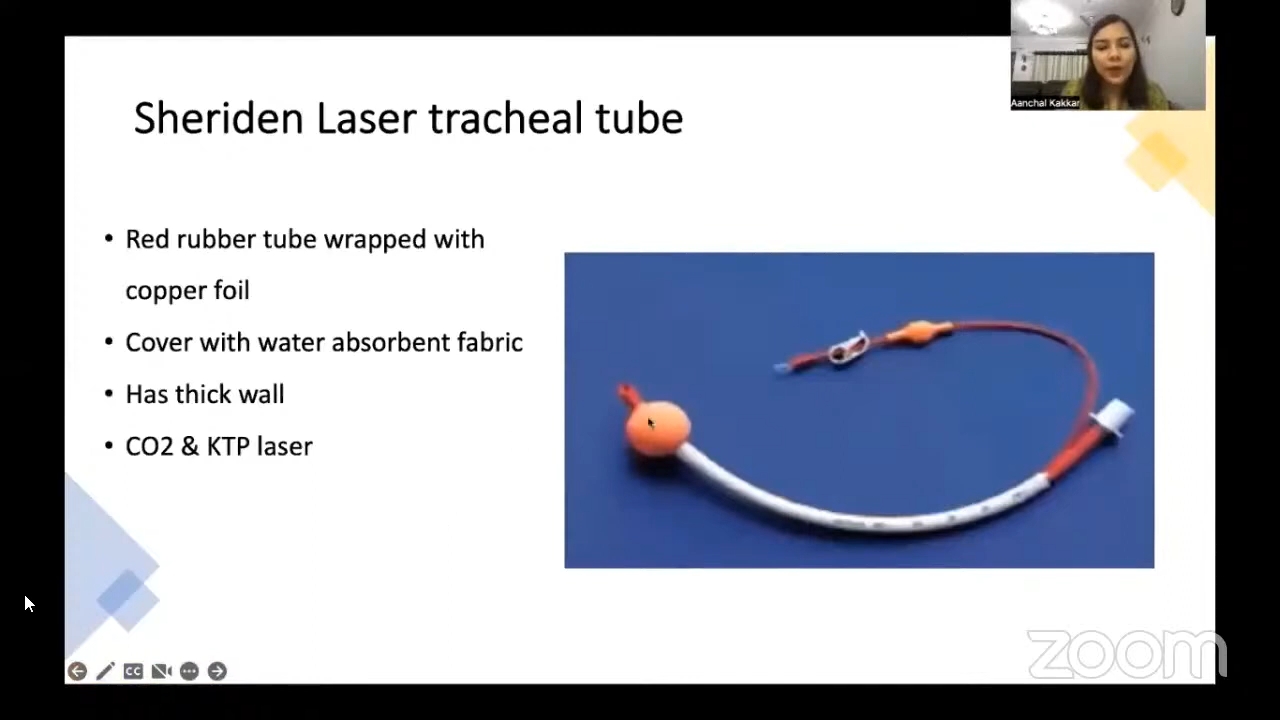 Aanchal Kakkar
Sheriden Laser tracheal tube
• Red rubber tube wrapped with
copper foil
• Cover with water absorbent fabric
• Has thick wall
• CO2 & KTP laser
CC
zoom